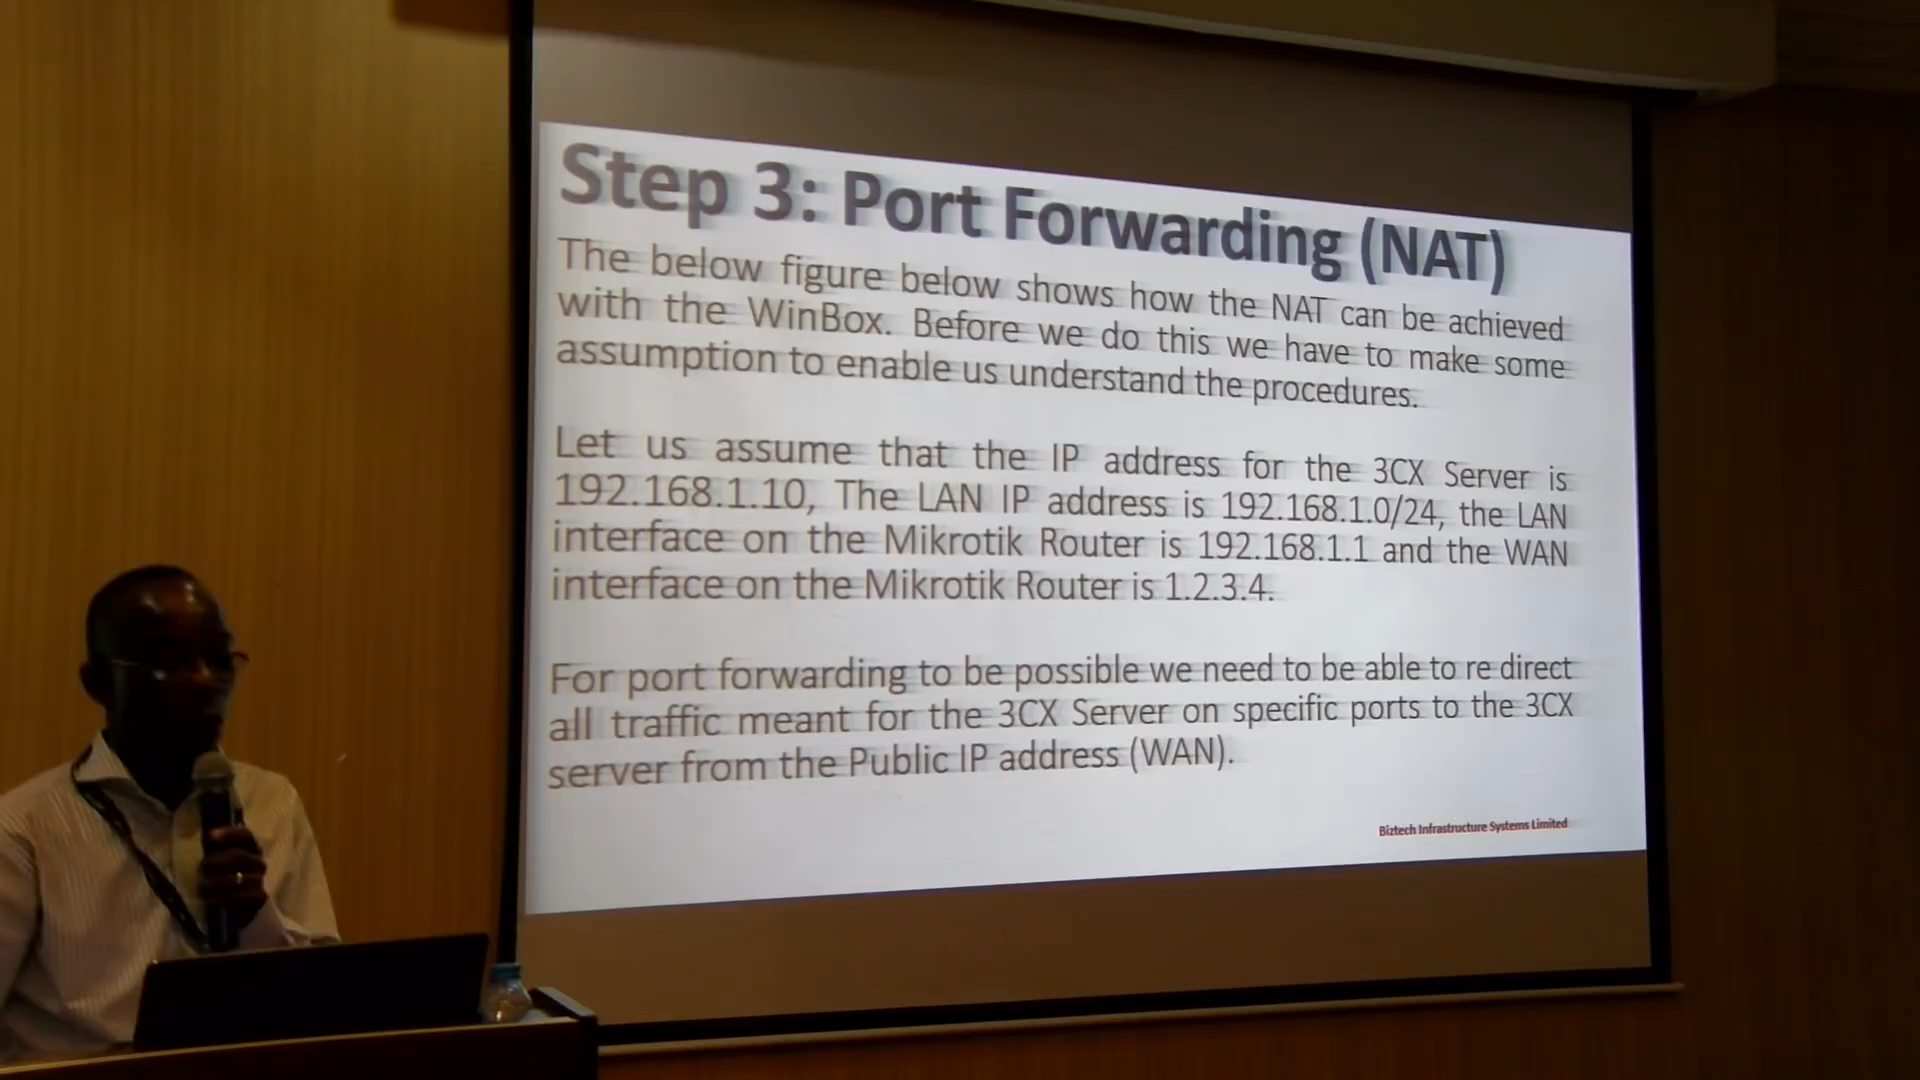 Step 3: Port Forwarding (NAT)
The below figure below shows how the NAT can be achieved
with the WinBox. Before we do this we have to make some
assumption to enable us understand the procedures.
Let us assume that the IP address for the 3CX Server is
192.168.1.10, The LAN IP address is 192.168.1.0/24, the LAN
interface on the Mikrotik Router is 192.168.1.1 and the WAN
interface on the Mikrotik Router is 1.2.3.4.
For port forwarding to be possible we need to be able to re direct
all traffic meant for the 3CX Server on specific ports to the 3CX
server from the Public IP address (WAN).
Biztech Infrastructure Systems Limited